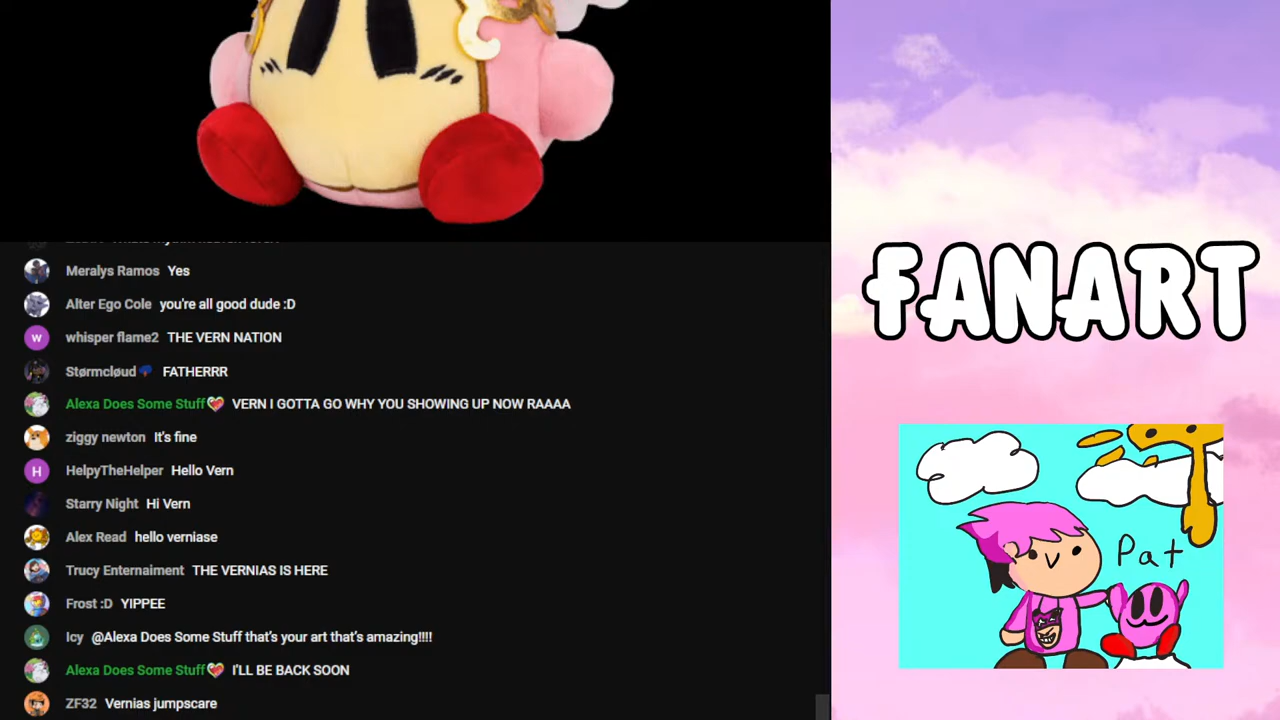 Meralys Ramos Yes
Alter Ego Cole you're all good dude :D
W whisper flame2 THE VERN NATION
Størmcløud FATHERRR
Alexa Does Some Stuff VERN I GOTTA GO WHY YOU SHOWING UP NOW RAAAA
ziggy newton It's fine
H HelpyTheHelper Hello Vern
Starry Night Hi Vern
Alex Read hello verniase
Trucy Enternaiment THE VERNIAS IS HERE
Frost :D YIPPEE
Icy @Alexa Does Some Stuff that's your art that's amazing!!!!
Alexa Does Some Stuff I'LL BE BACK SOON
ZF32 Vernias jumpscare
FANART
Pat